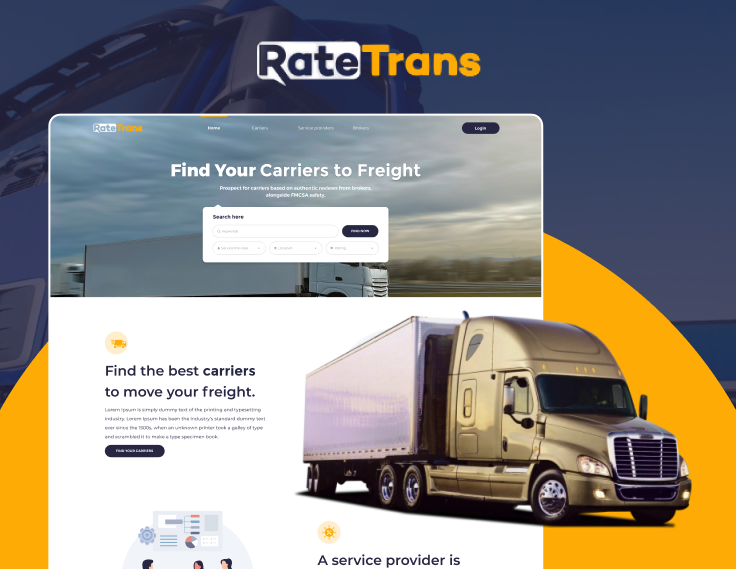 RateTrans
RateTrans
Home
Carriers
Service providers
Brokers
Login
Find Your Carriers to Freight
Prospect for carriers based on authentic reviews from brokers,
alongside FMCSA safety.
Search here
Keywords
FIND NOW
Location
Rating
Find the best carriers
to move your freight.
Lorem Ipsum is simply dummy text of the printing and typesetting
industry. Lorem Ipsum has been the industry's standard dummy text
ever since the 1500s, when an unknown printer took a galley of type
and scrambled it to make a type specimen book.
FIND YOUR CARRIERS
A service provider is